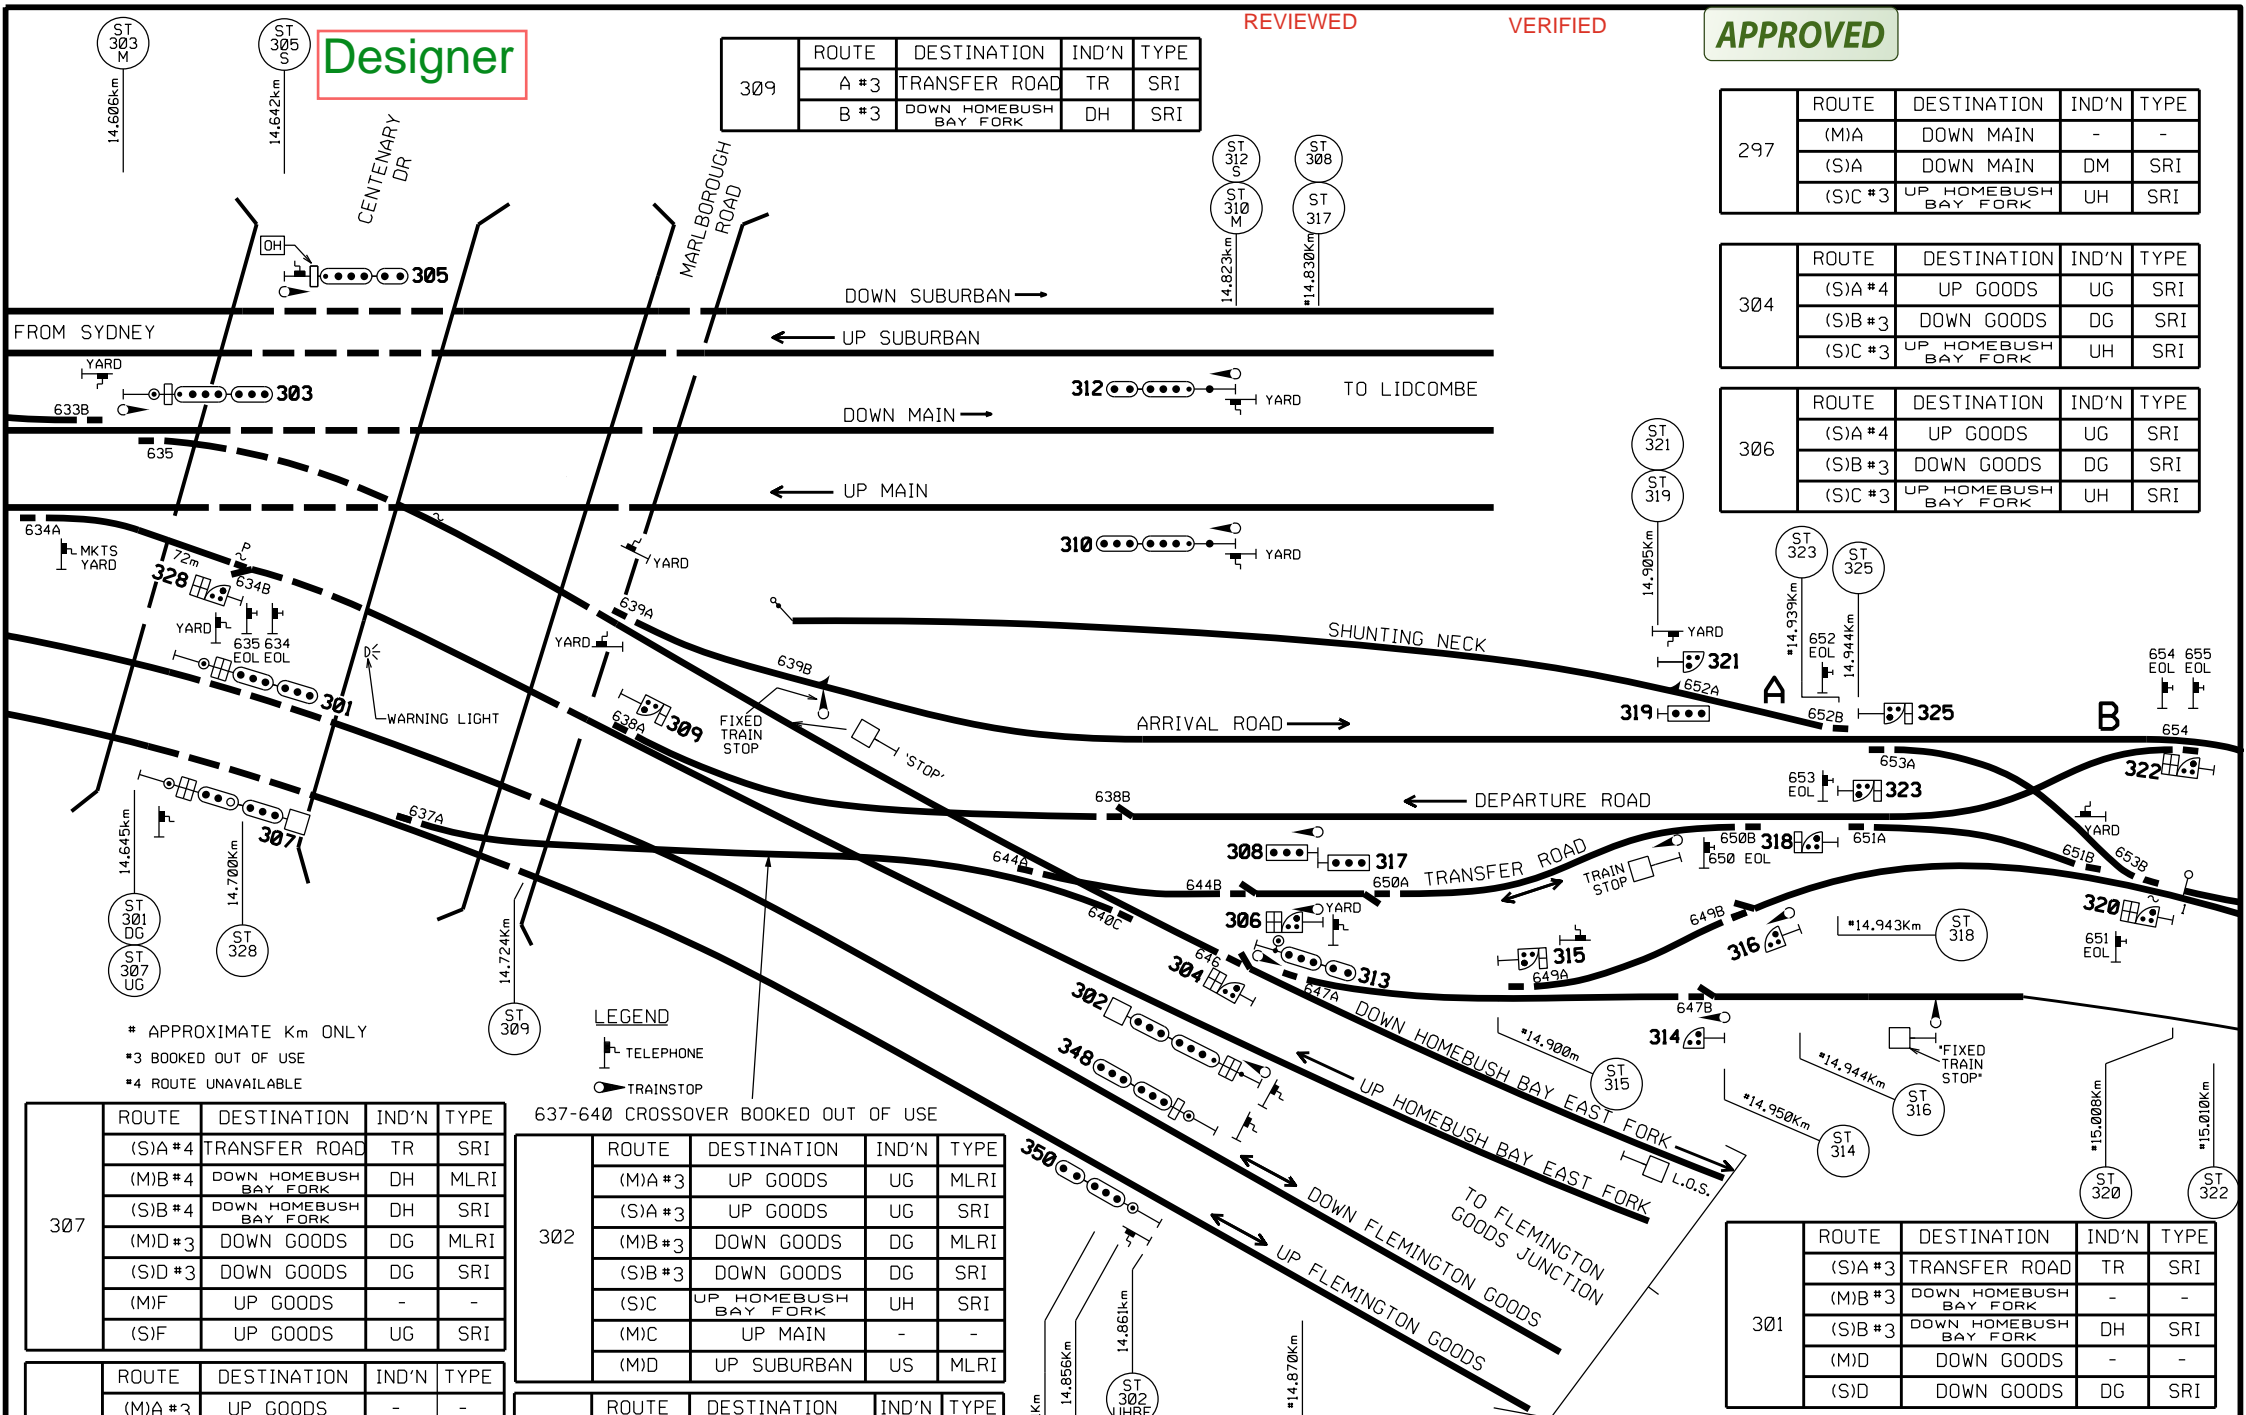 REVIEWED
VERIFIED
APPROVED
Designer
ST
303
M
14.606km
ST
305
S
14.642km
CENTENARY
DR
MARLBOROUGH
ROAD
309
ROUTE DESTINATION IND'N TYPE
A #3 TRANSFER ROAD TR SRI
B #3 DOWN HOMEBUSH
BAY FORK DH SRI
ST
312
S
ST
310
M
14.823km
ST
308
ST
317
#14.830Km
297
ROUTE DESTINATION IND'N TYPE
(M)A DOWN MAIN - -
(S)A DOWN MAIN DM SRI
(S)C #3 UP HOMEBUSH
BAY FORK UH SRI
304
ROUTE DESTINATION IND'N TYPE
(S)A #4 UP GOODS UG SRI
(S)B #3 DOWN GOODS DG SRI
(S)C #3 UP HOMEBUSH
BAY FORK UH SRI
306
ROUTE DESTINATION IND'N TYPE
(S)A #4 UP GOODS UG SRI
(S)B #3 DOWN GOODS DG SRI
(S)C #3 UP HOMEBUSH
BAY FORK UH SRI
OH
305
DOWN SUBURBAN
FROM SYDNEY
UP SUBURBAN
YARD
303
633B
312
YARD
TO LIDCOMBE
DOWN MAIN
635
UP MAIN
634A
MKTS
YARD
72m
P
328
634B
YARD
635
EOL
634
EOL
YARD
310
YARD
ST
321
ST
319
14.905Km
ST
323
#14.939Km
ST
325
14.944Km
639A
YARD
639B
SHUNTING NECK
YARD
321
652A
A
652
EOL
319
652B
325
654
EOL
655
EOL
B
654
301
WARNING LIGHT
638A
309
FIXED
TRAIN
STOP
'STOP'
ARRIVAL ROAD
653A
322
653
EOL
323
307
637A
638B
DEPARTURE ROAD
YARD
14.645km
ST
301
DG
ST
307
UG
14.700Km
ST
328
14.724Km
ST
309
644A
308
317
TRANSFER ROAD
TRAIN
STOP
650B
650 EOL
318
651A
651B
653B
644B
650A
640C
306
YARD
649B
316
#14.943Km
ST
318
320
651
EOL
646
304
313
315
649A
647A
647B
314
302
348
350
# APPROXIMATE Km ONLY
#3 BOOKED OUT OF USE
#4 ROUTE UNAVAILABLE
LEGEND
TELEPHONE
TRAINSTOP
637-640 CROSSOVER BOOKED OUT OF USE
DOWN HOMEBUSH BAY EAST FORK
UP HOMEBUSH BAY EAST FORK
#14.900m
ST
315
#14.944Km
ST
316
#14.950Km
ST
314
"FIXED
TRAIN
STOP"
#15.008Km
ST
320
#15.010Km
ST
322
L.O.S.
TO FLEMINGTON
GOODS JUNCTION
DOWN FLEMINGTON GOODS
UP FLEMINGTON GOODS
307
ROUTE DESTINATION IND'N TYPE
(S)A #4 TRANSFER ROAD TR SRI
(M)B #4 DOWN HOMEBUSH
BAY FORK DH MLRI
(S)B #4 DOWN HOMEBUSH
BAY FORK DH SRI
(M)D #3 DOWN GOODS DG MLRI
(S)D #3 DOWN GOODS DG SRI
(M)F UP GOODS - -
(S)F UP GOODS UG SRI
302
ROUTE DESTINATION IND'N TYPE
(M)A #3 UP GOODS UG MLRI
(S)A #3 UP GOODS UG SRI
(M)B #3 DOWN GOODS DG MLRI
(S)B #3 DOWN GOODS DG SRI
(S)C UP HOMEBUSH
BAY FORK UH SRI
(M)C UP MAIN - -
(M)D UP SUBURBAN US MLRI
301
ROUTE DESTINATION IND'N TYPE
(S)A #3 TRANSFER ROAD TR SRI
(M)B #3 DOWN HOMEBUSH
BAY FORK - -
(S)B #3 DOWN HOMEBUSH
BAY FORK DH SRI
(M)D DOWN GOODS - -
(S)D DOWN GOODS DG SRI
ROUTE DESTINATION IND'N TYPE
(M)A #3 UP GOODS - -
ROUTE DESTINATION IND'N TYPE
14.856km
14.861km
ST
302
#14.870Km